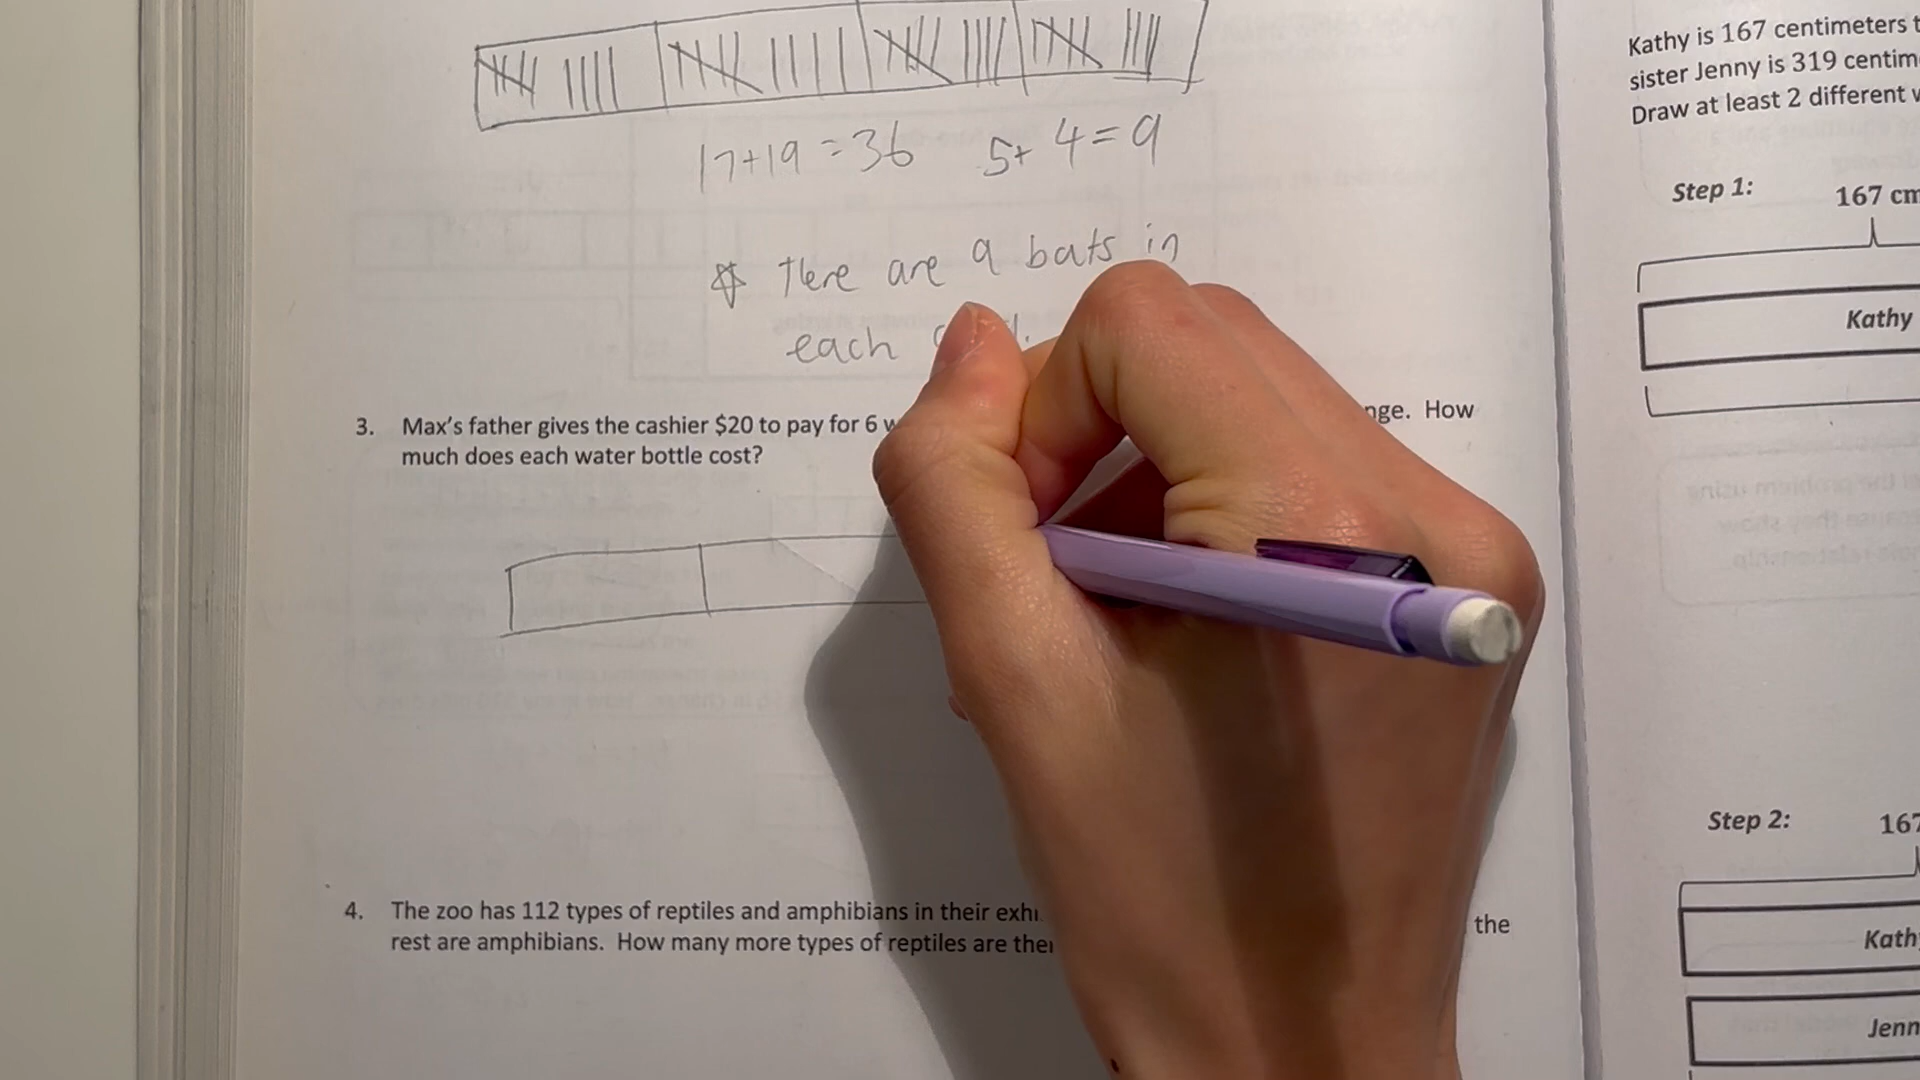 17+19 = 36 5+ 4 = 9
There are 9 bats in
each
3. Max's father gives the cashier $20 to pay for 6 nge. How
much does each water bottle cost?
4. The zoo has 112 types of reptiles and amphibians in their exhi the
rest are amphibians. How many more types of reptiles are
Kathy is 167 centimeters t
sister Jenny is 319 centim
Draw at least 2 different
Step 1: 167 cm
Kathy
Step 2: 167
Kathy
Jenn